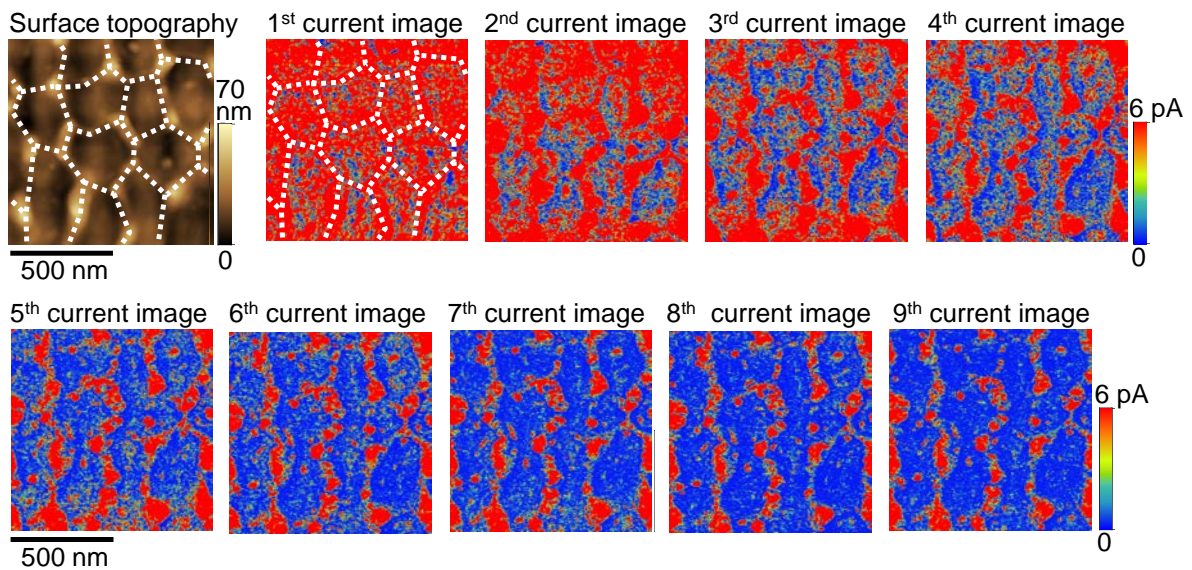 Surface topography
1st current image
2nd current image
3rd current image
4th current image
70
nm
0
500 nm
6 pA
0
5th current image
6th current image
7th current image
8th current image
9th current image
6 pA
0
500 nm